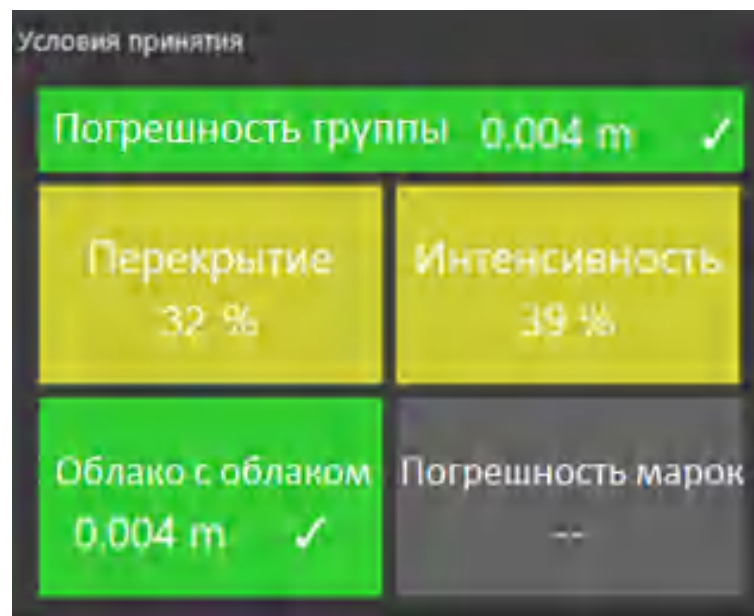 Условия принятия
Погрешность группы 0.004 m ✓
Перекрытие
32 %
Интенсивность
39 %
Облако с облаком
0.004 m ✓
Погрешность марок
--